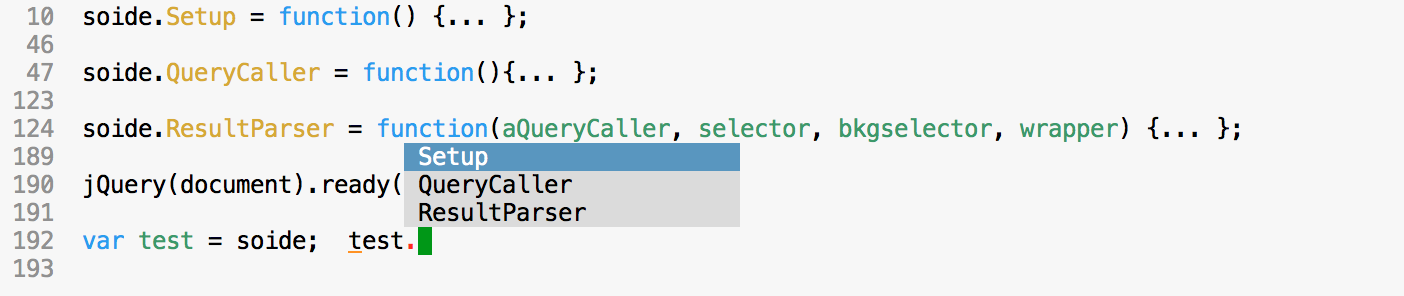 10 soide.Setup = function() {... };
46
47 soide.QueryCaller = function(){... };
123
124 soide.ResultParser = function(aQueryCaller, selector, bkgselector, wrapper) {... };
189 Setup
190 jQuery(document).ready( QueryCaller
191 ResultParser
192 var test = soide; test.
193